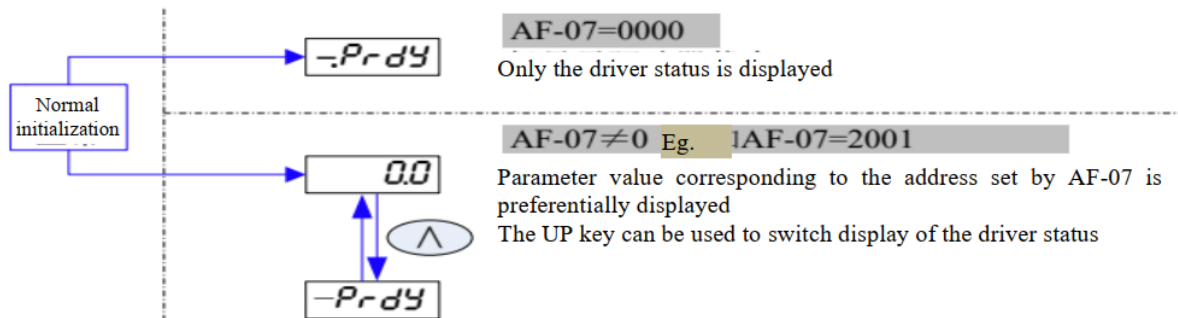 AF-07=0000
-.Prdy
Only the driver status is displayed
Normal
initialization
AF-07≠0 Eg. AF-07=2001
0.0
Parameter value corresponding to the address set by AF-07 is
preferentially displayed
The UP key can be used to switch display of the driver status
-Prdy